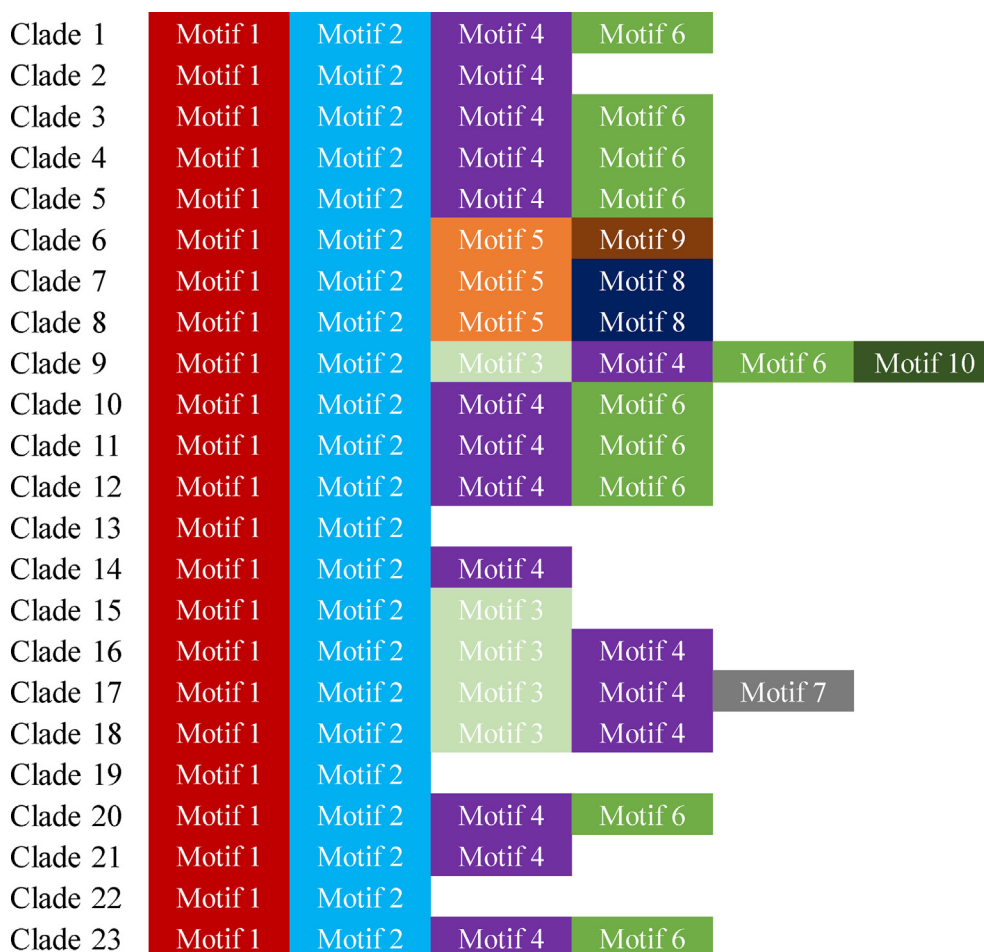 Clade 1 Motif 1 Motif 2 Motif 4 Motif 6
Clade 2 Motif 1 Motif 2 Motif 4
Clade 3 Motif 1 Motif 2 Motif 4 Motif 6
Clade 4 Motif 1 Motif 2 Motif 4 Motif 6
Clade 5 Motif 1 Motif 2 Motif 4 Motif 6
Clade 6 Motif 1 Motif 2 Motif 5 Motif 9
Clade 7 Motif 1 Motif 2 Motif 5 Motif 8
Clade 8 Motif 1 Motif 2 Motif 5 Motif 8
Clade 9 Motif 1 Motif 2 Motif 3 Motif 4 Motif 6 Motif 10
Clade 10 Motif 1 Motif 2 Motif 4 Motif 6
Clade 11 Motif 1 Motif 2 Motif 4 Motif 6
Clade 12 Motif 1 Motif 2 Motif 4 Motif 6
Clade 13 Motif 1 Motif 2
Clade 14 Motif 1 Motif 2 Motif 4
Clade 15 Motif 1 Motif 2 Motif 3
Clade 16 Motif 1 Motif 2 Motif 3 Motif 4
Clade 17 Motif 1 Motif 2 Motif 3 Motif 4 Motif 7
Clade 18 Motif 1 Motif 2 Motif 3 Motif 4
Clade 19 Motif 1 Motif 2
Clade 20 Motif 1 Motif 2 Motif 4 Motif 6
Clade 21 Motif 1 Motif 2 Motif 4
Clade 22 Motif 1 Motif 2
Clade 23 Motif 1 Motif 2 Motif 4 Motif 6